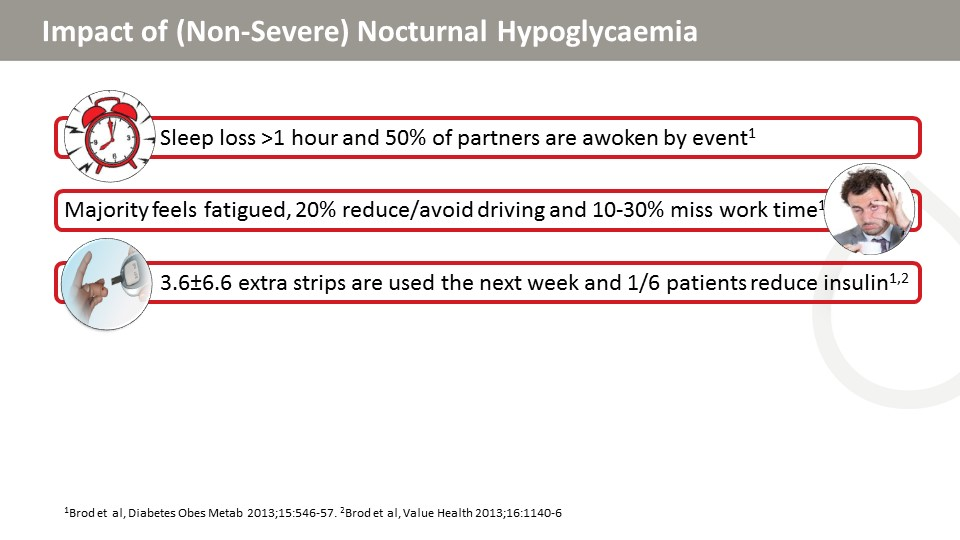 Impact of (Non-Severe) Nocturnal Hypoglycaemia
Sleep loss >1 hour and 50% of partners are awoken by event¹
Majority feels fatigued, 20% reduce/avoid driving and 10-30% miss work time¹
3.6±6.6 extra strips are used the next week and 1/6 patients reduce insulin¹,²
¹Brod et al, Diabetes Obes Metab 2013;15:546-57. ²Brod et al, Value Health 2013;16:1140-6